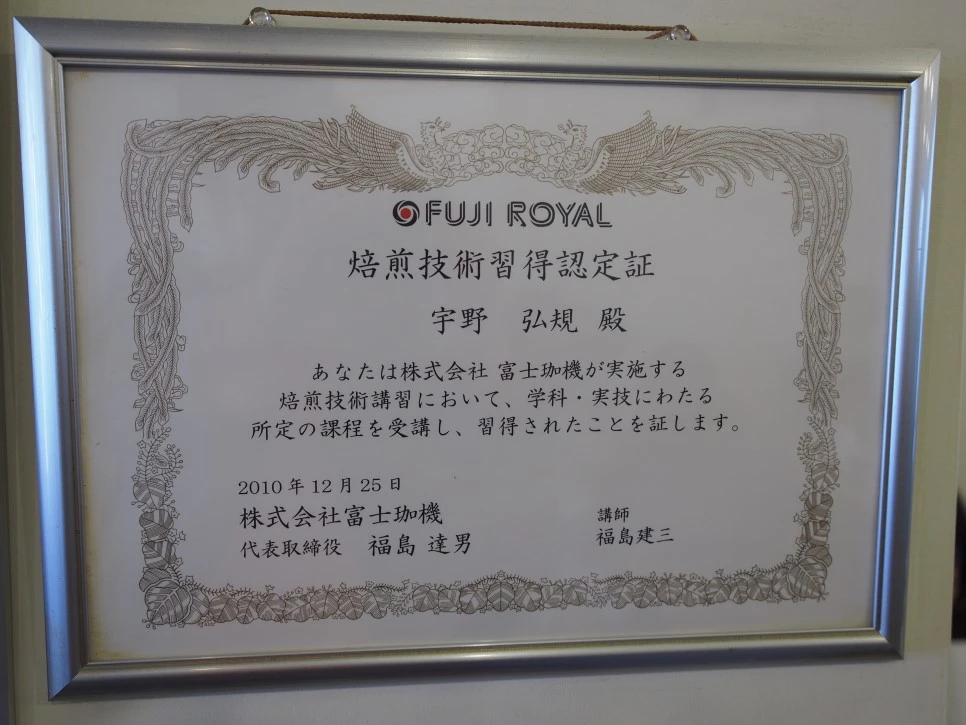 FUJI ROYAL
焙煎技術習得認定証
宇野 弘規 殿
あなたは株式会社 富士珈機が実施する
焙煎技術講習において、学科・実技にわたる
所定の課程を受講し、習得されたことを証します。
2010年12月25日
株式会社富士珈機
代表取締役 福島 達男
講師
福島建三